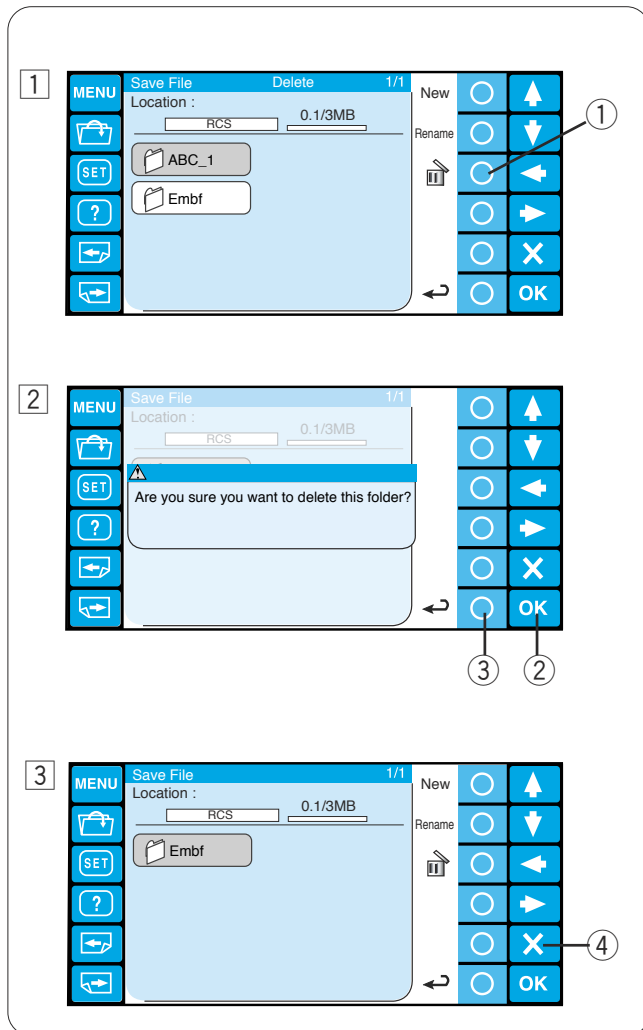 1
MENU
Save File Delete 1/1
New
Location :
RCS 0.1/3MB
Rename
ABC_1
SET
Embf
?
OK
①
2
MENU
Save File 1/1
Location :
RCS 0.1/3MB
SET
Are you sure you want to delete this folder?
?
OK
③ ②
3
MENU
Save File 1/1
New
Location :
RCS 0.1/3MB
Rename
Embf
SET
?
④
OK